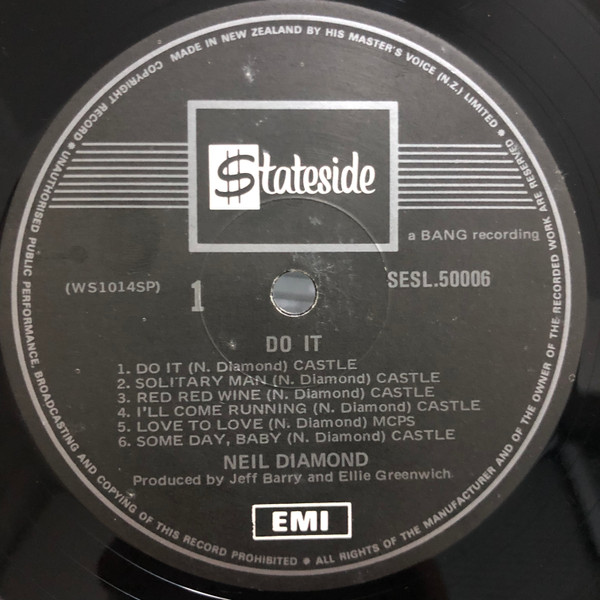 COPYRIGHT RECORD ● MADE IN NEW ZEALAND BY HIS MASTER'S VOICE (N.Z.) LIMITED ●
$tateside
a BANG recording
(WS1014SP)
1
SESL.50006
DO IT
1. DO IT (N. Diamond) CASTLE
2. SOLITARY MAN (N. Diamond) CASTLE
3. RED RED WINE (N. Diamond) CASTLE
4. I'LL COME RUNNING (N. Diamond) CASTLE
5. LOVE TO LOVE (N. Diamond) MCPS
6. SOME DAY, BABY (N. Diamond) CASTLE
NEIL DIAMOND
Produced by Jeff Barry and Ellie Greenwich
EMI
● UNAUTHORISED PUBLIC PERFORMANCE, BROADCASTING AND COPYING OF THIS RECORD PROHIBITED ● ALL RIGHTS OF THE MANUFACTURER AND OF THE OWNER OF THE RECORDED WORK ARE RESERVED